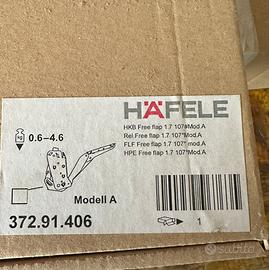 HÄFELE
HKB Free flap 1.7 107°Mod.A
Rel.Free flap 1.7 107°Mod.A
FLF Free flap 1.7 107°Mod.A
HPE Free flap 1.7 107°Mod.A
kg
0.6–4.6
Modell A
372.91.406
1
subito